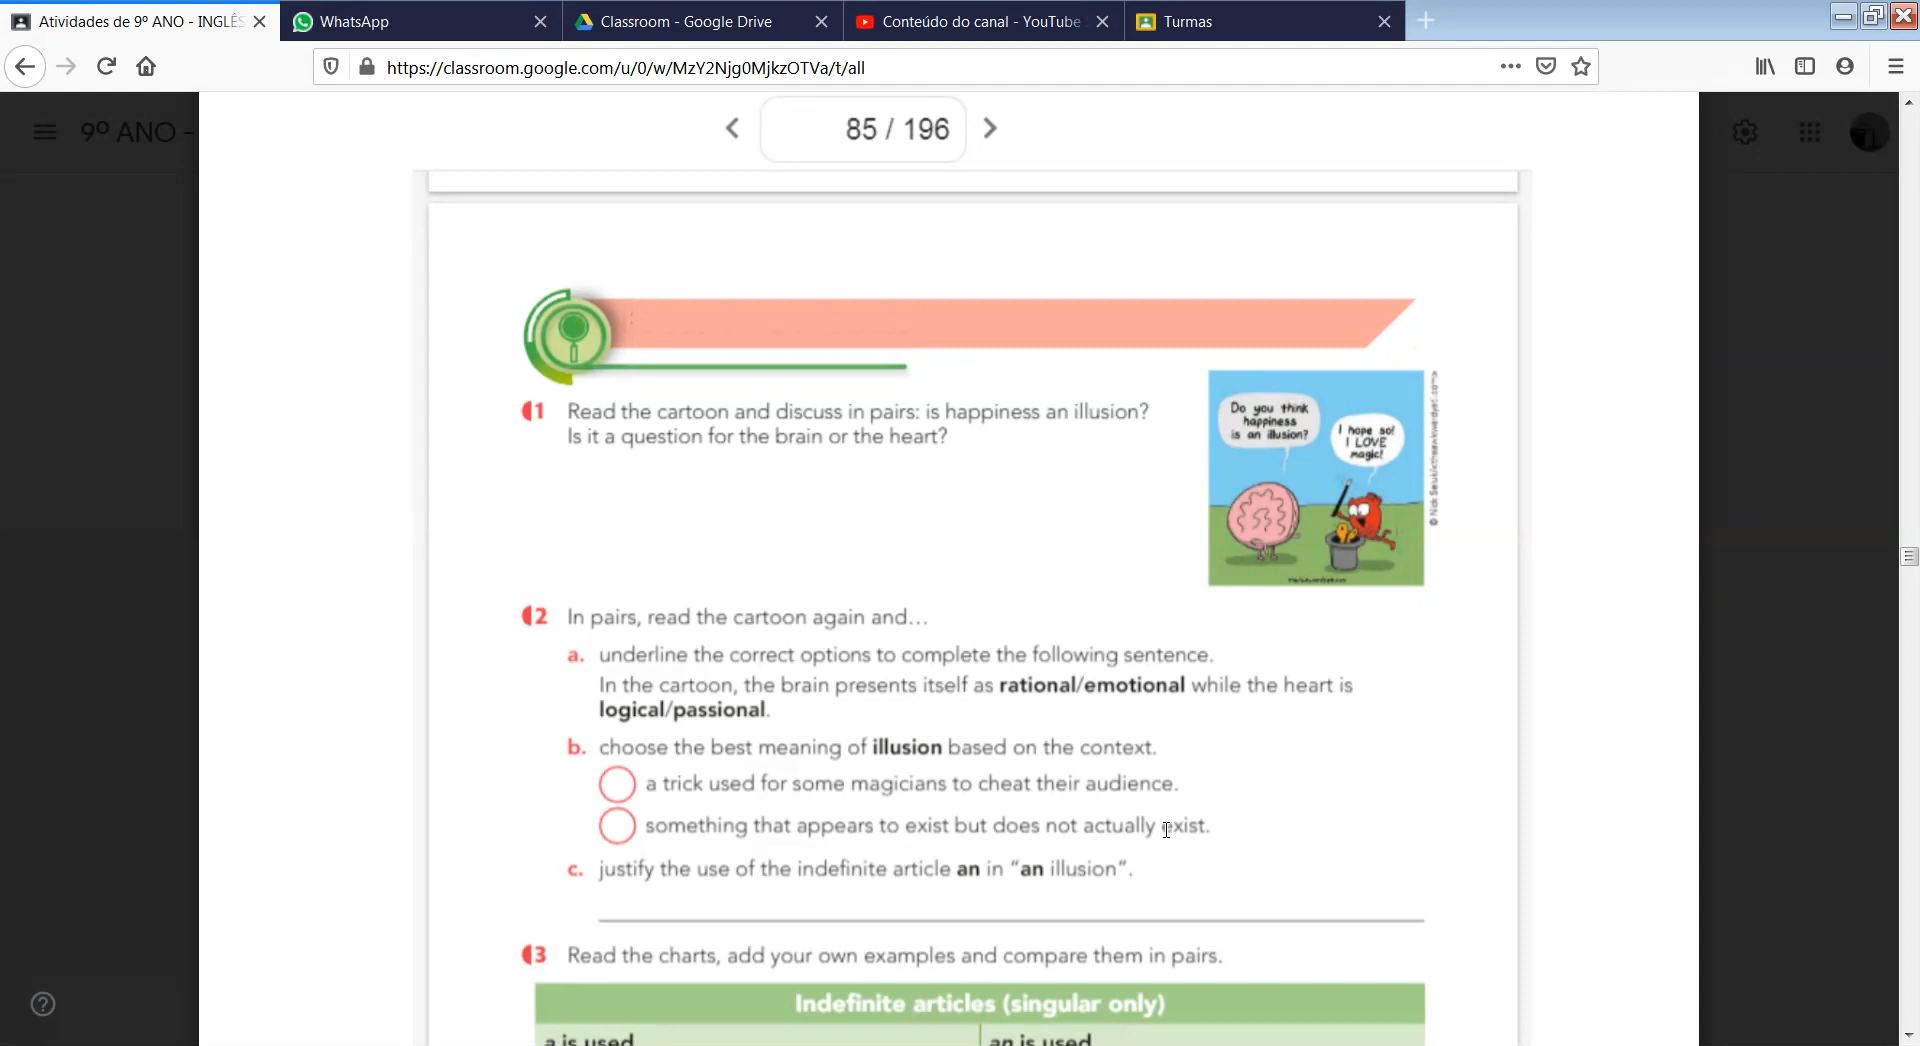 Atividades de 9º ANO - INGLÊS
WhatsApp
Classroom - Google Drive
Conteúdo do canal - YouTube
Turmas
https://classroom.google.com/u/0/w/MzY2Njg0MjkzOTVa/t/all
9º ANO -
85 / 196
1 Read the cartoon and discuss in pairs: is happiness an illusion?
Is it a question for the brain or the heart?
Do you think
happiness
is an illusion?
I hope so!
I LOVE
magic!
2 In pairs, read the cartoon again and...
a. underline the correct options to complete the following sentence.
In the cartoon, the brain presents itself as rational/emotional while the heart is
logical/passional.
b. choose the best meaning of illusion based on the context.
a trick used for some magicians to cheat their audience.
something that appears to exist but does not actually exist.
c. justify the use of the indefinite article an in “an illusion”.
3 Read the charts, add your own examples and compare them in pairs.
Indefinite articles (singular only)
a is used
an is used